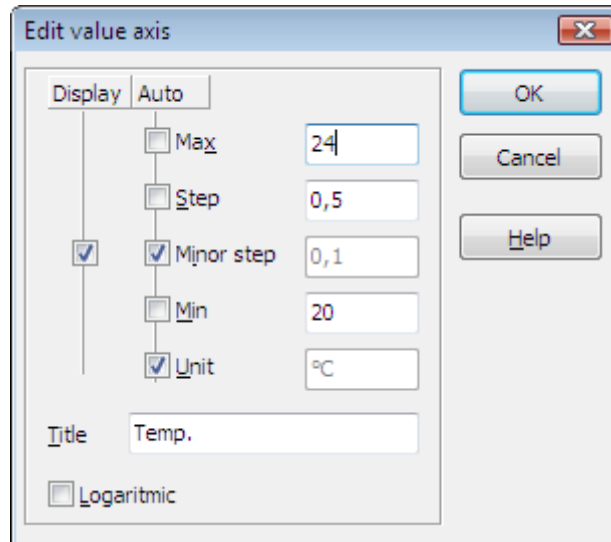 Edit value axis
Display Auto
Max 24
Step 0,5
Minor step 0,1
Min 20
Unit °C
Title Temp.
Logaritmic
OK
Cancel
Help